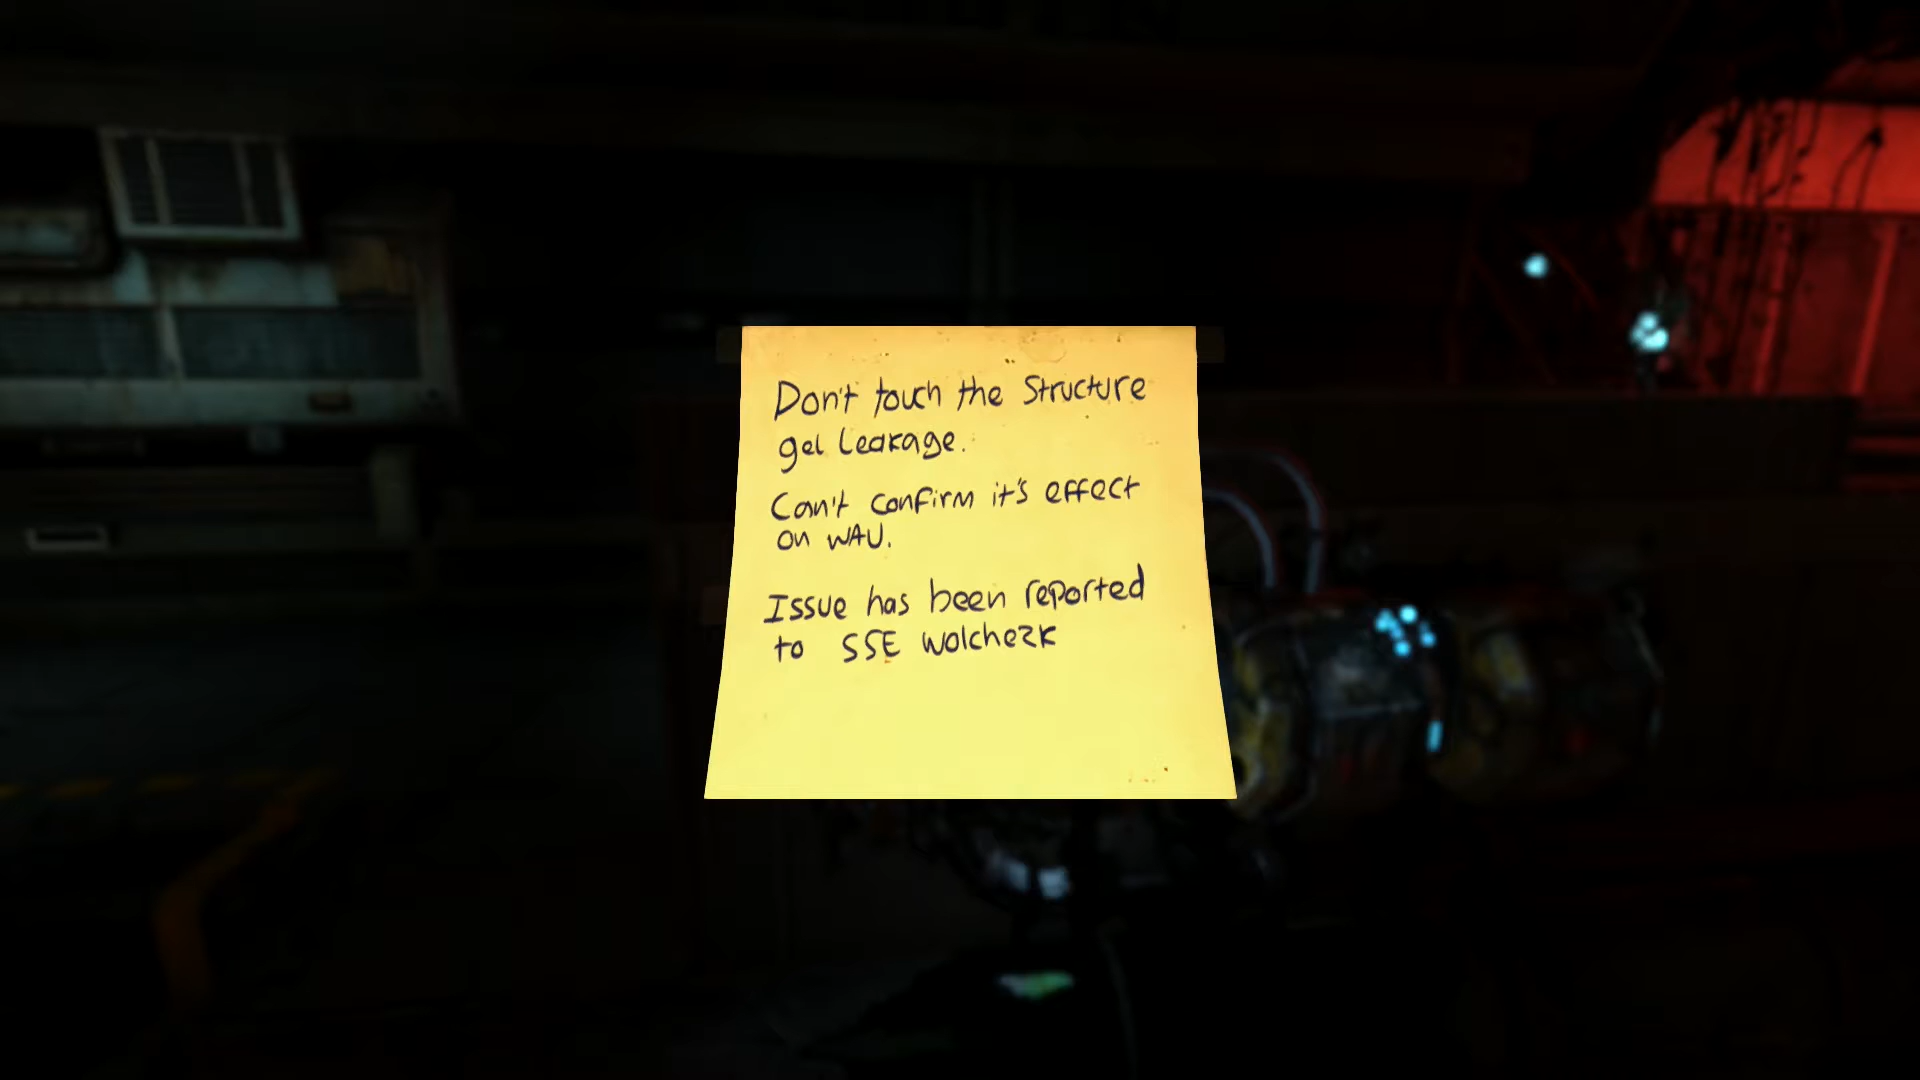 Don't touch the Structure
gel Leakage.
Can't confirm it's effect
on WAU.
Issue has been reported
to SSE Wolchezk